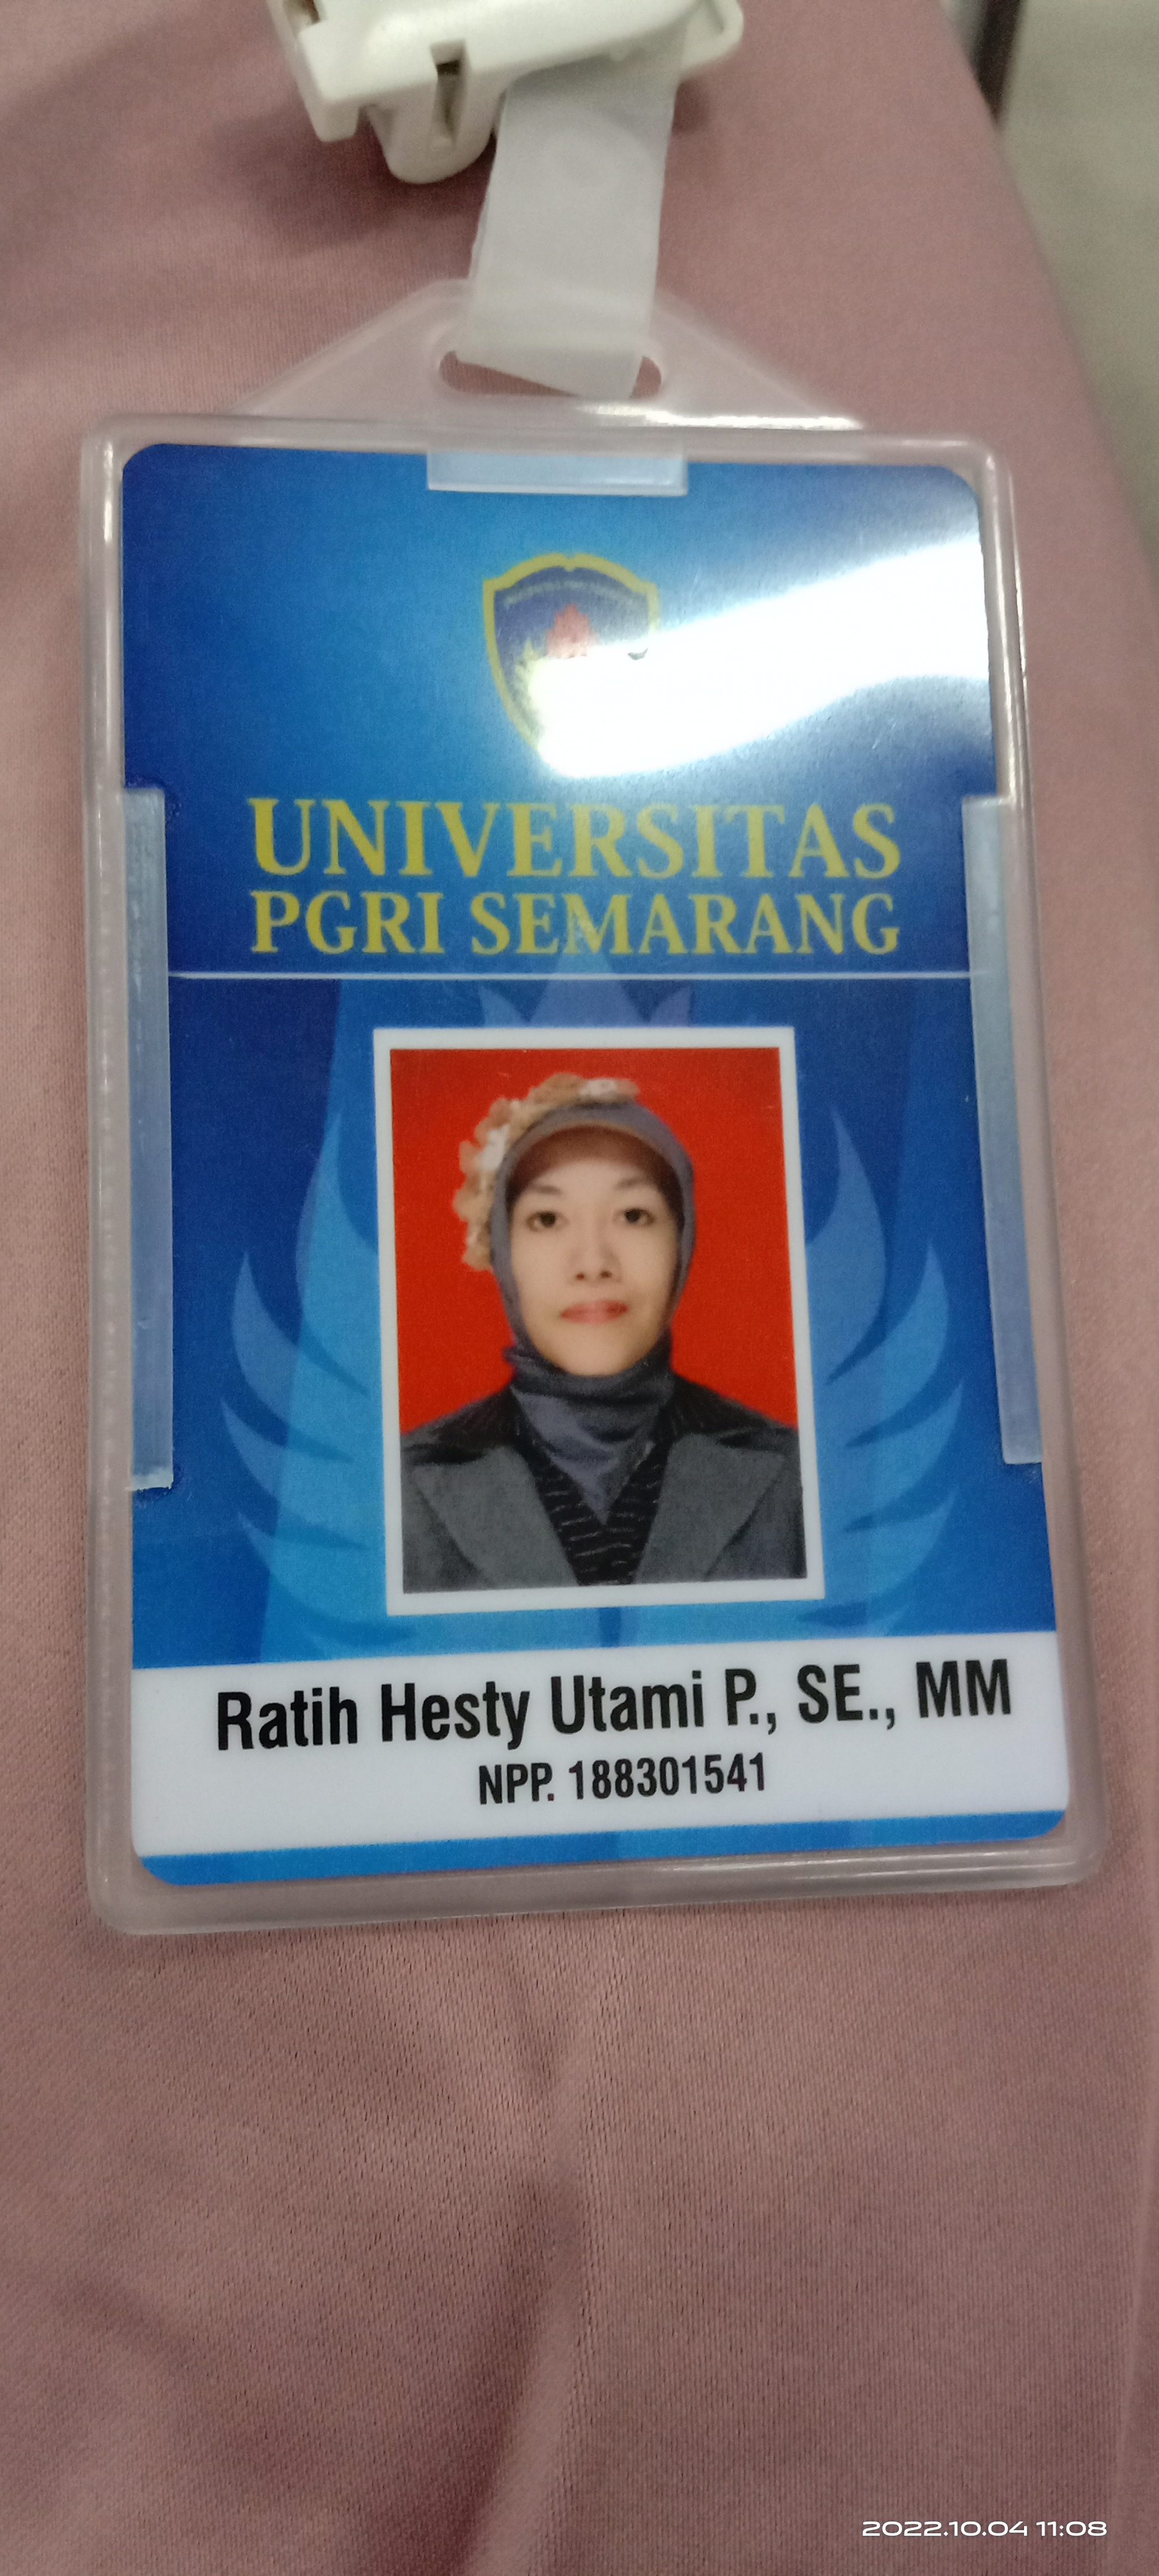 UNIVERSITAS
PGRI SEMARANG
Ratih Hesty Utami P., SE., MM
NPP. 188301541
2022.10.04 11:08